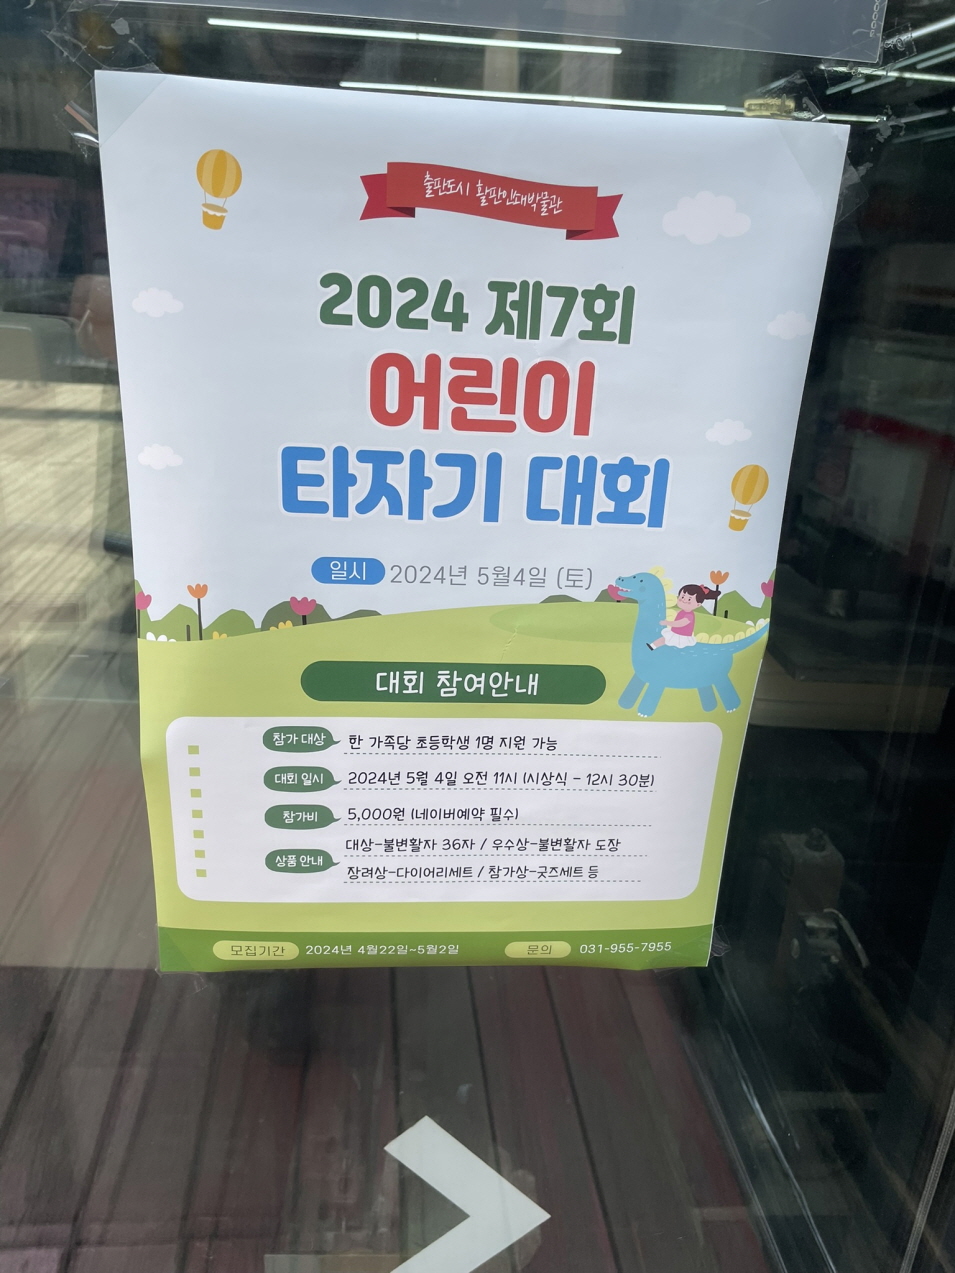 출판도시 활판인쇄박물관
2024 제7회
어린이
타자기 대회
일시 2024년 5월4일 (토)
대회 참여안내
참가 대상 한 가족당 초등학생 1명 지원 가능
대회 일시 2024년 5월 4일 오전 11시 (시상식 - 12시 30분)
참가비 5,000원 (네이버예약 필수)
상품 안내 대상-불변활자 36자 / 우수상-불변활자 도장
장려상-다이어리세트 / 참가상-굿즈세트 등
모집기간 2024년 4월22일~5월2일 문의 031-955-7955